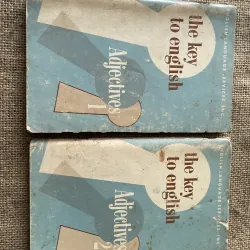 the key
to english
Adjectives
1
the key
to english
Adjectives
2